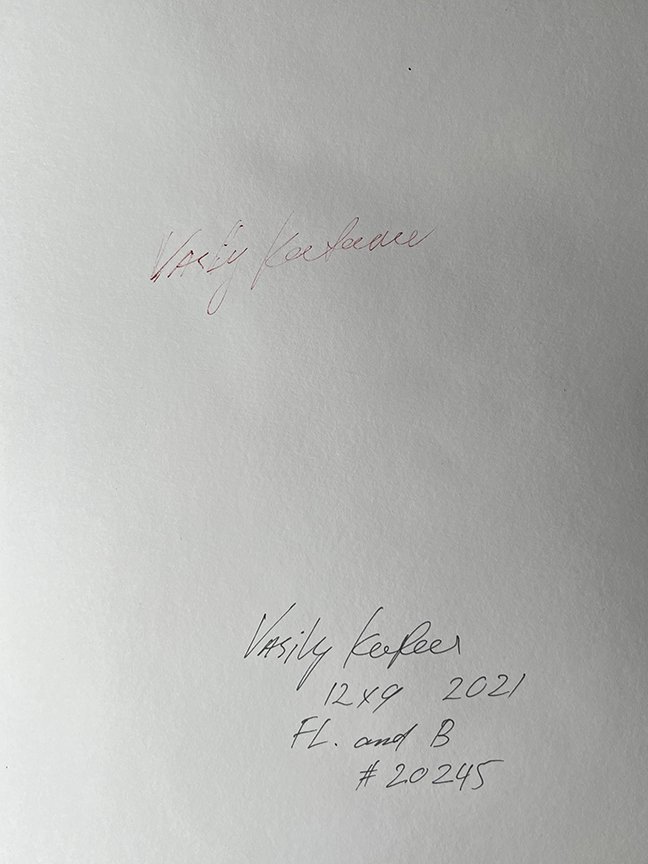 Vasily
Vasily
12x9 2021
FL. and B
# 20245